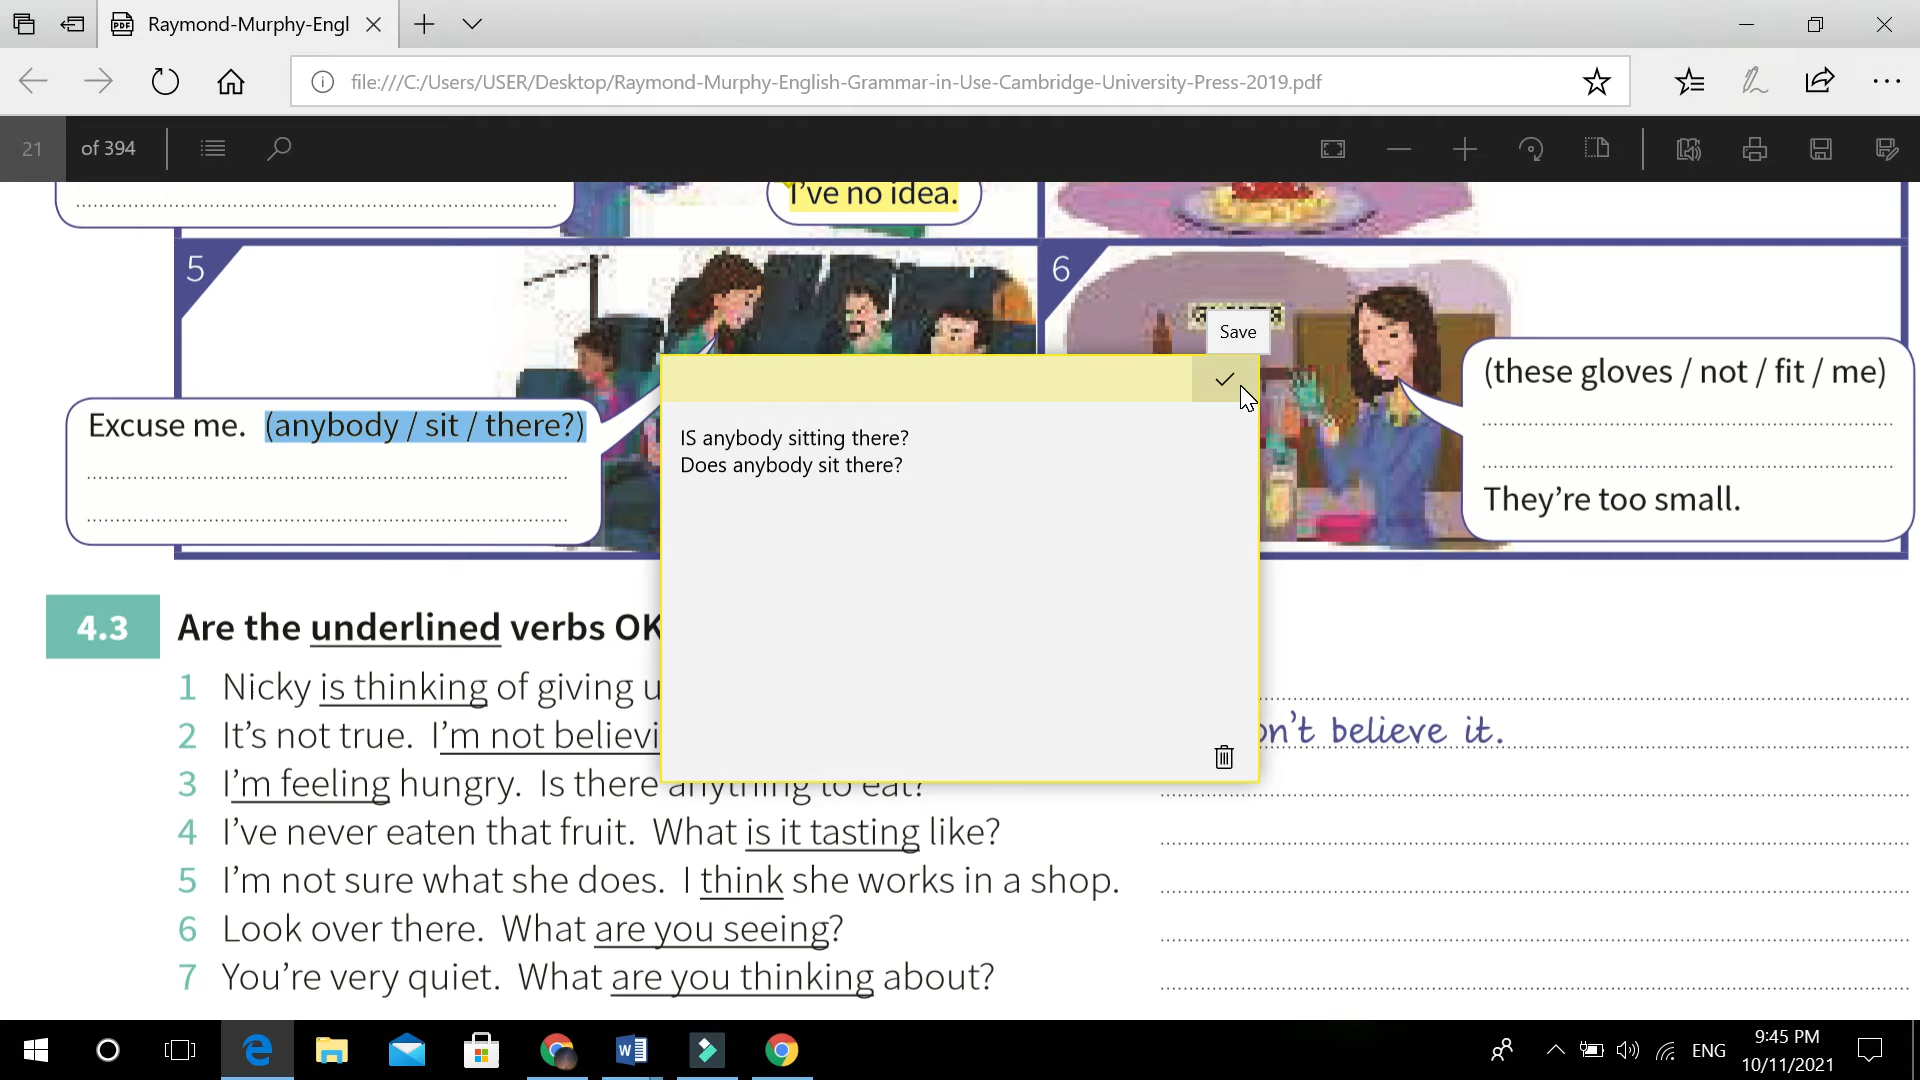 Raymond-Murphy-Engl
file:///C:/Users/USER/Desktop/Raymond-Murphy-English-Grammar-in-Use-Cambridge-University-Press-2019.pdf
21 of 394
I've no idea.
5
6
Save
Excuse me. (anybody / sit / there?)
IS anybody sitting there?
Does anybody sit there?
(these gloves / not / fit / me)
They're too small.
4.3 Are the underlined verbs OK
1 Nicky is thinking of giving u
2 It's not true. I'm not believi
on't believe it.
3 I'm feeling hungry. Is there anything to eat?
4 I've never eaten that fruit. What is it tasting like?
5 I'm not sure what she does. I think she works in a shop.
6 Look over there. What are you seeing?
7 You're very quiet. What are you thinking about?
ENG
9:45 PM
10/11/2021